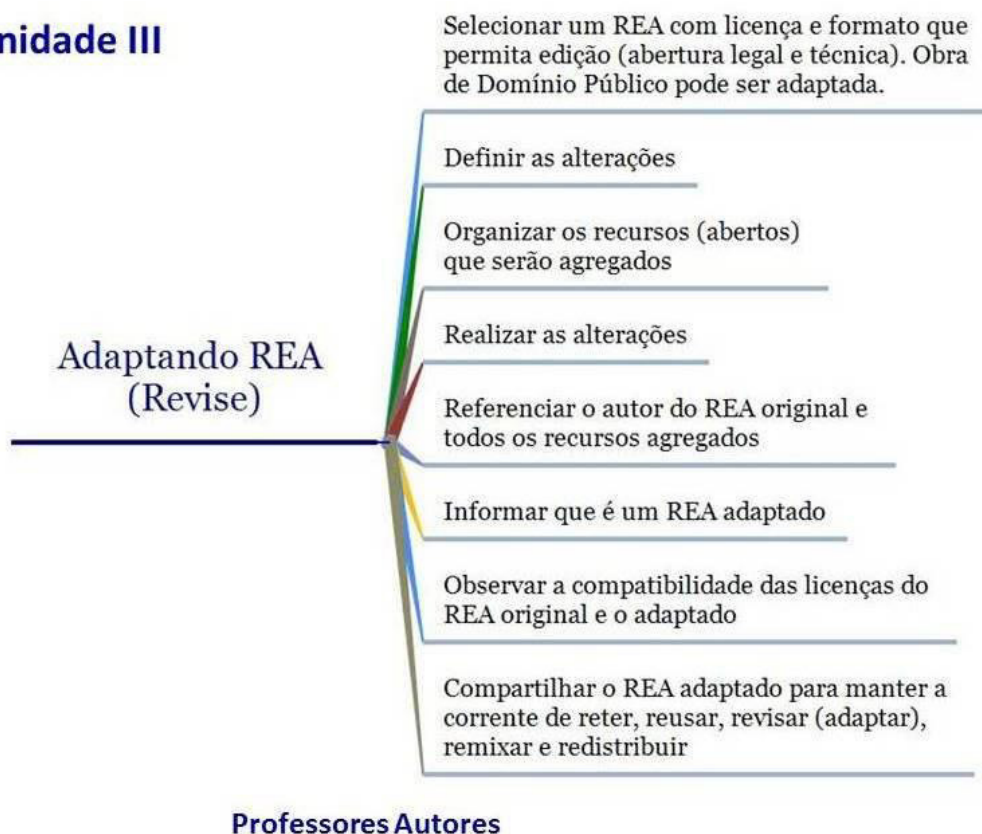 nidade III
Selecionar um REA com licença e formato que
permita edição (abertura legal e técnica). Obra
de Domínio Público pode ser adaptada.
Definir as alterações
Organizar os recursos (abertos)
que serão agregados
Adaptando REA
(Revise)
Realizar as alterações
Referenciar o autor do REA original e
todos os recursos agregados
Informar que é um REA adaptado
Observar a compatibilidade das licenças do
REA original e o adaptado
Compartilhar o REA adaptado para manter a
corrente de reter, reusar, revisar (adaptar),
remixar e redistribuir
Professores Autores